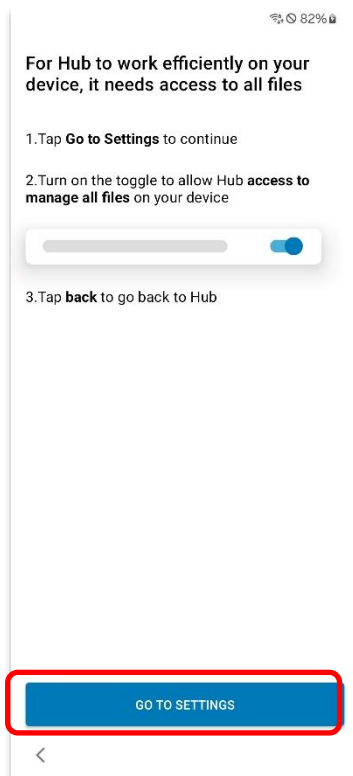 82%
For Hub to work efficiently on your
device, it needs access to all files
1.Tap Go to Settings to continue
2.Turn on the toggle to allow Hub access to
manage all files on your device
3.Tap back to go back to Hub
GO TO SETTINGS